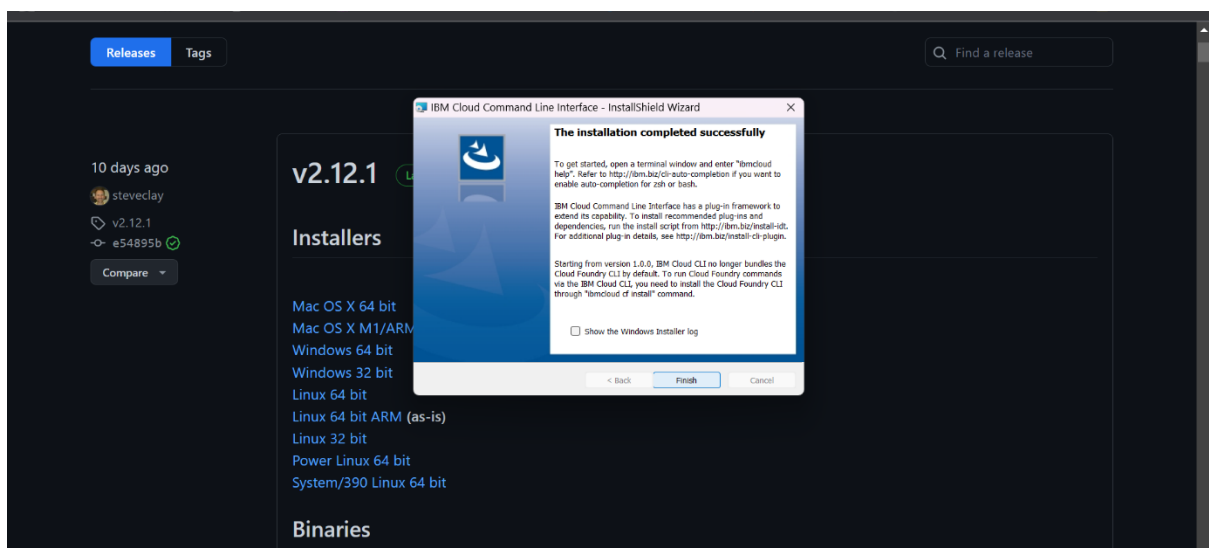 Releases
Tags
Find a release
10 days ago
steveclay
v2.12.1
e54895b
Compare
v2.12.1
Installers
Mac OS X 64 bit
Mac OS X M1/ARM
Windows 64 bit
Windows 32 bit
Linux 64 bit
Linux 64 bit ARM (as-is)
Linux 32 bit
Power Linux 64 bit
System/390 Linux 64 bit
Binaries
IBM Cloud Command Line Interface - InstallShield Wizard
The installation completed successfully
To get started, open a terminal window and enter "ibmcloud
help". Refer to http://ibm.biz/cli-auto-completion if you want to
enable auto-completion for zsh or bash.
IBM Cloud Command Line Interface has a plug-in framework to
extend its capability. To install recommended plug-ins and
dependencies, run the install script from http://ibm.biz/install-idt.
For additional plug-in details, see http://ibm.biz/install-cli-plugin.
Starting from version 1.0.0, IBM Cloud CLI no longer bundles the
Cloud Foundry CLI by default. To run Cloud Foundry commands
via the IBM Cloud CLI, you need to install the Cloud Foundry CLI
through "ibmcloud cf install" command.
Show the Windows Installer log
< Back
Finish
Cancel